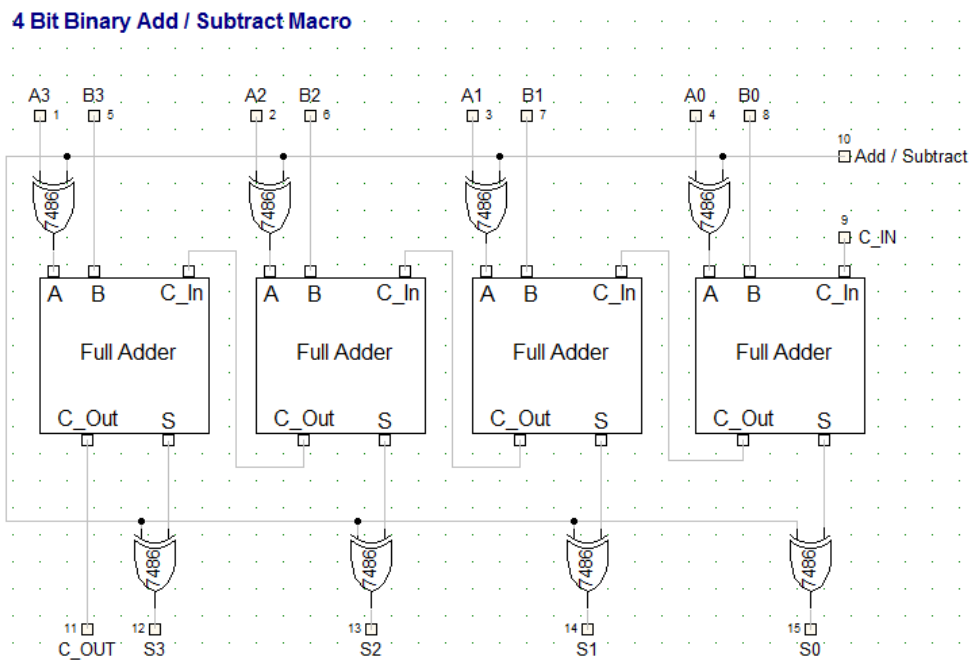 4 Bit Binary Add / Subtract Macro
A3 B3 A2 B2 A1 B1 A0 B0
1 5 2 6 3 7 4 8
10
Add / Subtract
7486 7486 7486 7486
9
C_IN
A B C_In A B C_In A B C_In A B C_In
Full Adder Full Adder Full Adder Full Adder
C_Out S C_Out S C_Out S C_Out S
7486 7486 7486 7486
11 12 13 14 15
C_OUT S3 S2 S1 S0